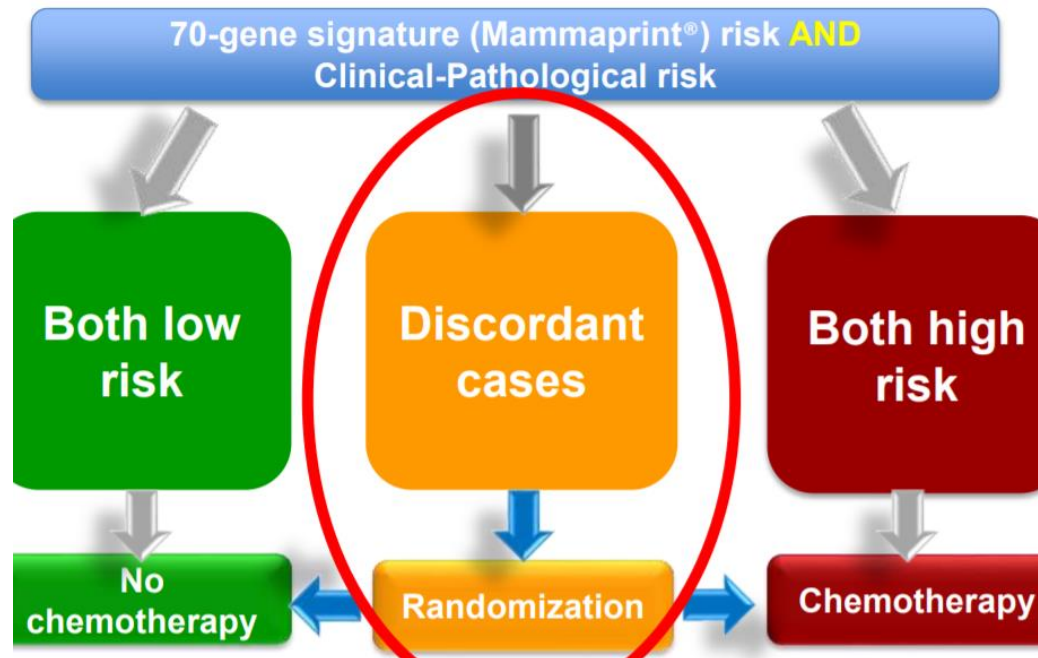 70-gene signature (Mammaprint®) risk AND
Clinical-Pathological risk
Both low
risk
Discordant
cases
Both high
risk
No
chemotherapy
Randomization
Chemotherapy